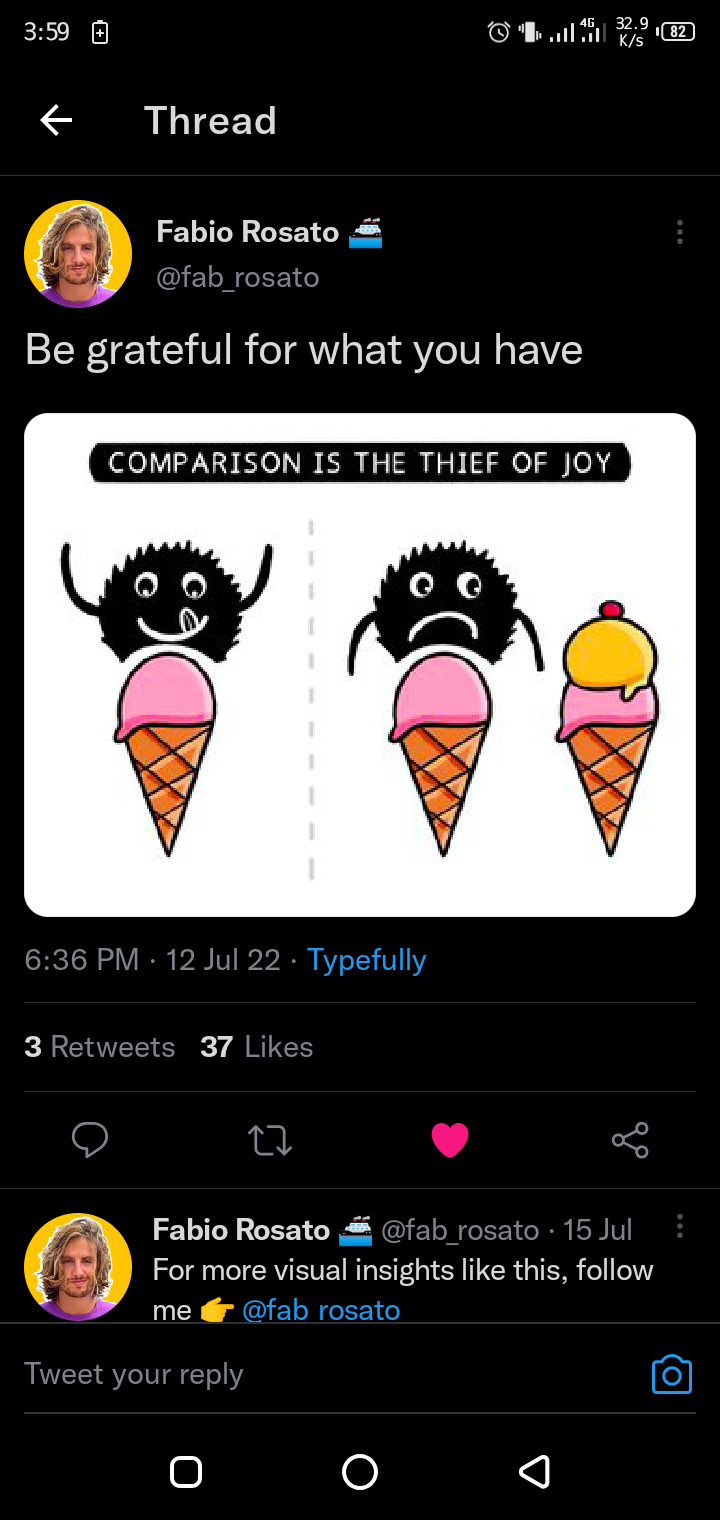 3:59
4G
32.9
K/s
82
Thread
Fabio Rosato 🛳
@fab_rosato
Be grateful for what you have
COMPARISON IS THE THIEF OF JOY
6:36 PM · 12 Jul 22 · Typefully
3 Retweets 37 Likes
Fabio Rosato 🛳 @fab_rosato · 15 Jul
For more visual insights like this, follow
me 👉 @fab_rosato
Tweet your reply